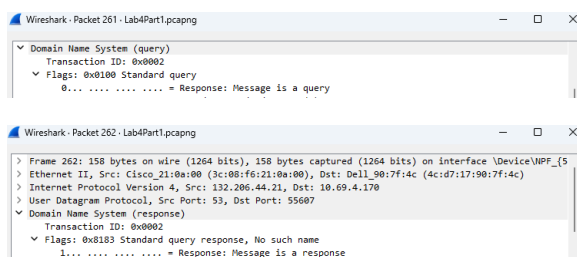 Wireshark · Packet 261 · Lab4Part1.pcapng
Domain Name System (query)
Transaction ID: 0x0002
Flags: 0x0100 Standard query
0... .... .... .... = Response: Message is a query
Wireshark · Packet 262 · Lab4Part1.pcapng
Frame 262: 158 bytes on wire (1264 bits), 158 bytes captured (1264 bits) on interface \Device\NPF_{5
Ethernet II, Src: Cisco_21:0a:00 (3c:08:f6:21:0a:00), Dst: Dell_90:7f:4c (4c:d7:17:90:7f:4c)
Internet Protocol Version 4, Src: 132.206.44.21, Dst: 10.69.4.170
User Datagram Protocol, Src Port: 53, Dst Port: 55607
Domain Name System (response)
Transaction ID: 0x0002
Flags: 0x8183 Standard query response, No such name
1... .... .... .... = Response: Message is a response